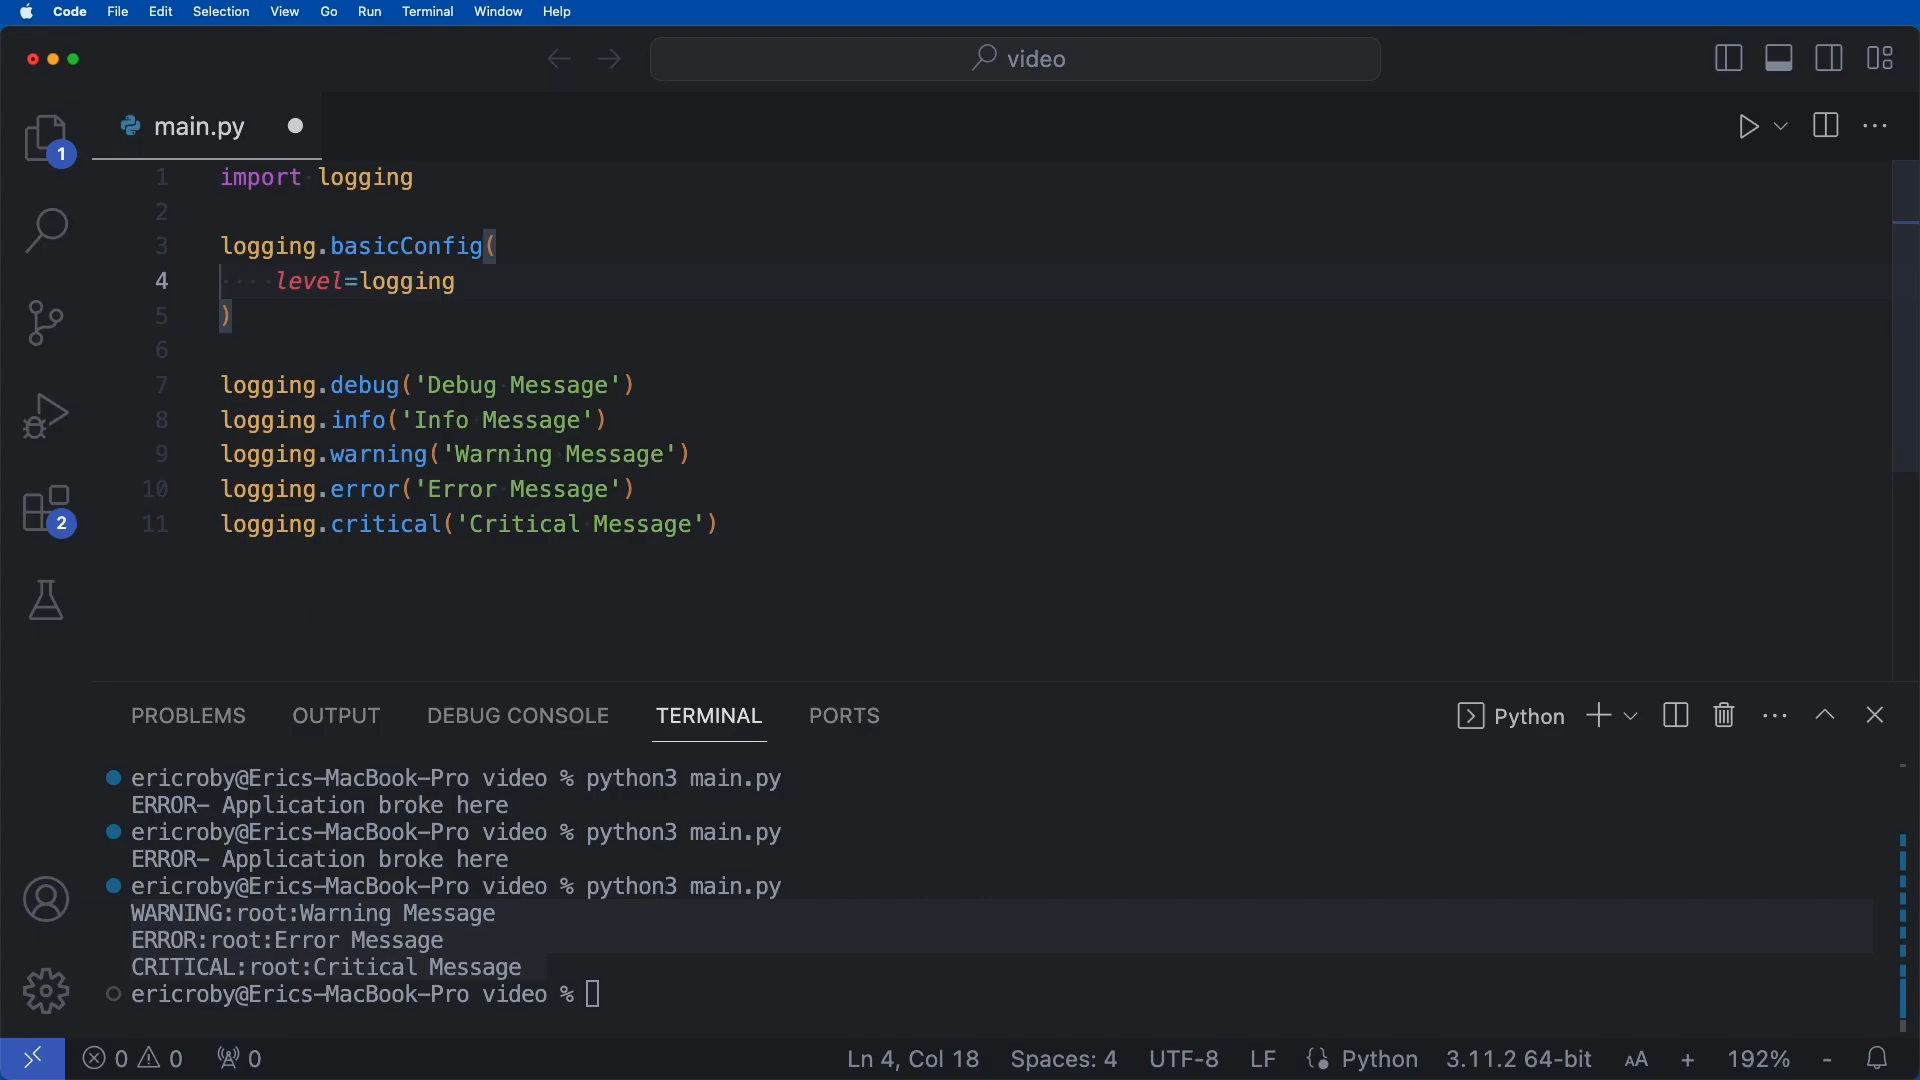 Code File Edit Selection View Go Run Terminal Window Help
video
main.py
1
1 import logging
2
3 logging.basicConfig(
4 level=logging
5 )
6
7 logging.debug('Debug Message')
8 logging.info('Info Message')
9 logging.warning('Warning Message')
10 logging.error('Error Message')
11 logging.critical('Critical Message')
2
PROBLEMS OUTPUT DEBUG CONSOLE TERMINAL PORTS Python
ericroby@Erics-MacBook-Pro video % python3 main.py
ERROR- Application broke here
ericroby@Erics-MacBook-Pro video % python3 main.py
ERROR- Application broke here
ericroby@Erics-MacBook-Pro video % python3 main.py
WARNING:root:Warning Message
ERROR:root:Error Message
CRITICAL:root:Critical Message
ericroby@Erics-MacBook-Pro video %
0 0 0 Ln 4, Col 18 Spaces: 4 UTF-8 LF Python 3.11.2 64-bit AA + 192% -